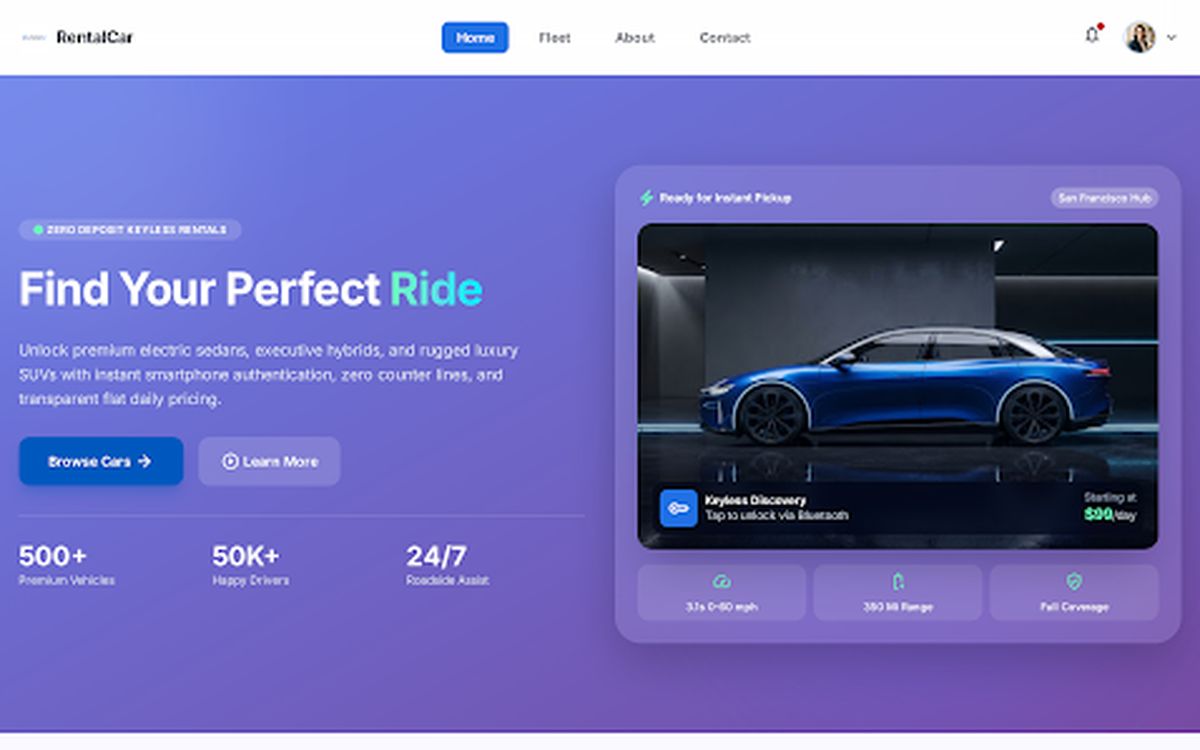 RentalCar
Home
Fleet
About
Contact
ZERO DEPOSIT KEYLESS RENTALS
Find Your Perfect Ride
Unlock premium electric sedans, executive hybrids, and rugged luxury
SUVs with instant smartphone authentication, zero counter lines, and
transparent flat daily pricing.
Browse Cars
Learn More
500+
Premium Vehicles
50K+
Happy Drivers
24/7
Roadside Assist
Ready for Instant Pickup
San Francisco Hub
Keyless Discovery
Tap to unlock via Bluetooth
Starting at
$99/day
3.1s 0-60 mph
Mi Range
Full Coverage